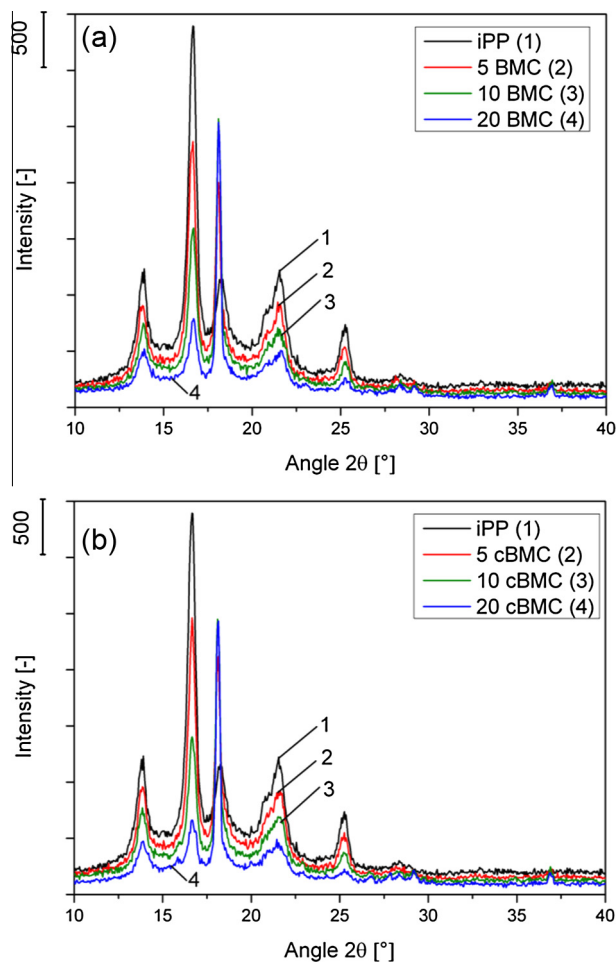 500
(a)
iPP (1)
5 BMC (2)
10 BMC (3)
20 BMC (4)
Intensity [-]
1
2
3
4
10 15 20 25 30 35 40
Angle 2θ [°]
500
(b)
iPP (1)
5 cBMC (2)
10 cBMC (3)
20 cBMC (4)
Intensity [-]
1
2
3
4
10 15 20 25 30 35 40
Angle 2θ [°]